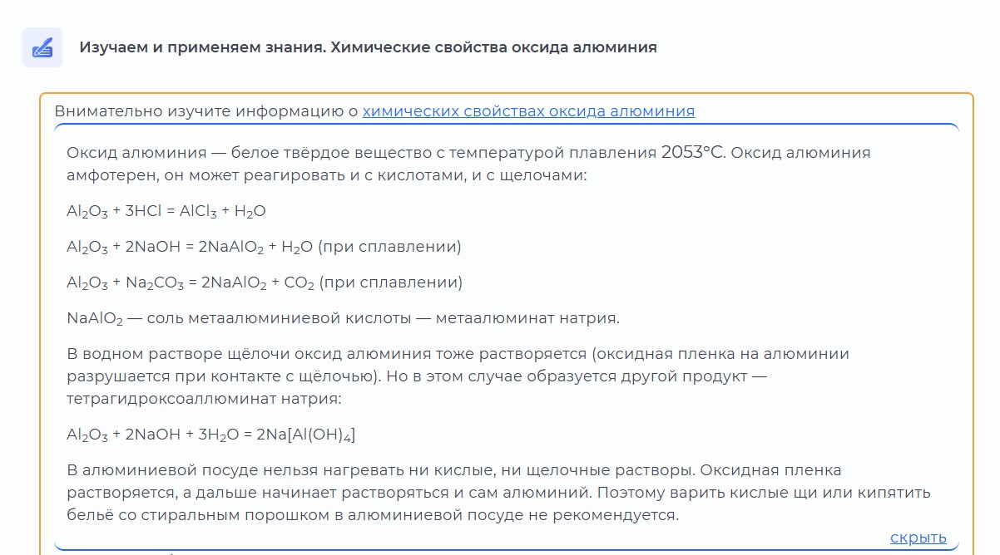 Изучаем и применяем знания. Химические свойства оксида алюминия
Внимательно изучите информацию о химических свойствах оксида алюминия
Оксид алюминия — белое твёрдое вещество с температурой плавления 2053°C. Оксид алюминия
амфотерен, он может реагировать и с кислотами, и с щелочами:
Al₂O₃ + 3HCl = AlCl₃ + H₂O
Al₂O₃ + 2NaOH = 2NaAlO₂ + H₂O (при сплавлении)
Al₂O₃ + Na₂CO₃ = 2NaAlO₂ + CO₂ (при сплавлении)
NaAlO₂ — соль метаалюминиевой кислоты — метаалюминат натрия.
В водном растворе щёлочи оксид алюминия тоже растворяется (оксидная пленка на алюминии
разрушается при контакте с щёлочью). Но в этом случае образуется другой продукт —
тетрагидроксоаллюминат натрия:
Al₂O₃ + 2NaOH + 3H₂O = 2Na[Al(OH)₄]
В алюминиевой посуде нельзя нагревать ни кислые, ни щелочные растворы. Оксидная пленка
растворяется, а дальше начинает растворяться и сам алюминий. Поэтому варить кислые щи или кипятить
бельё со стиральным порошком в алюминиевой посуде не рекомендуется.
скрыть